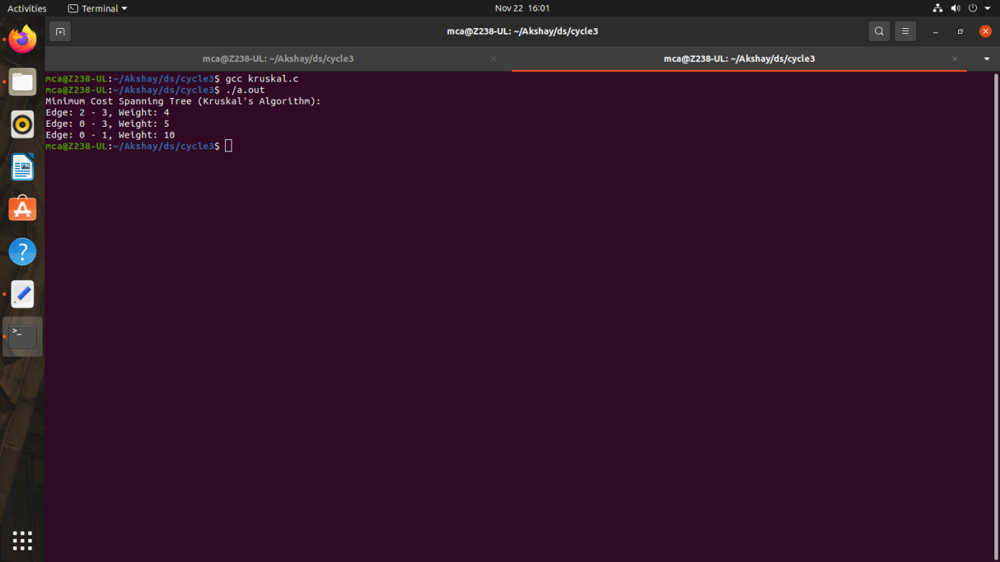 Activities Terminal Nov 22 16:01
mca@Z238-UL: ~/Akshay/ds/cycle3
mca@Z238-UL: ~/Akshay/ds/cycle3 mca@Z238-UL: ~/Akshay/ds/cycle3
mca@Z238-UL:~/Akshay/ds/cycle3$ gcc kruskal.c
mca@Z238-UL:~/Akshay/ds/cycle3$ ./a.out
Minimum Cost Spanning Tree (Kruskal's Algorithm):
Edge: 2 - 3, Weight: 4
Edge: 0 - 3, Weight: 5
Edge: 0 - 1, Weight: 10
mca@Z238-UL:~/Akshay/ds/cycle3$